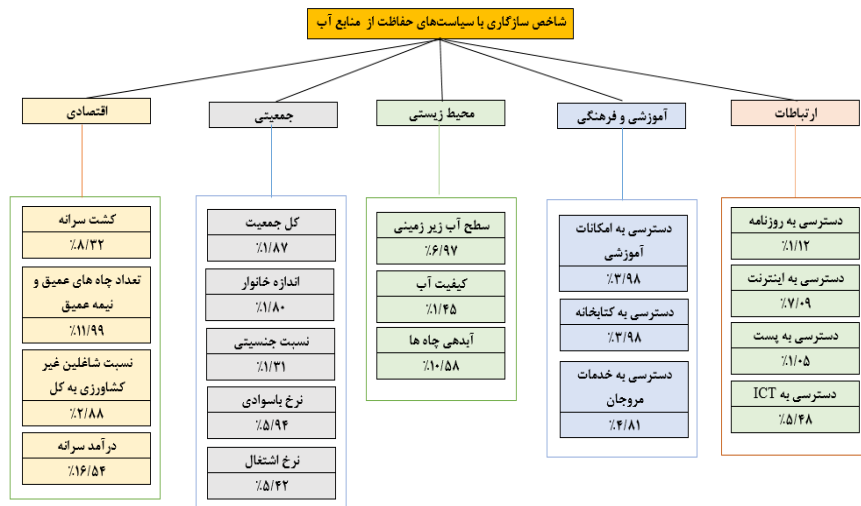 شاخص سازگاری با سیاست‌های حفاظت از منابع آب
ارتباطات
دسترسی به روزنامه
٪۱/۱۲
دسترسی به اینترنت
٪۷/۰۹
دسترسی به پست
٪۱/۰۵
دسترسی به ICT
٪۵/۴۸
آموزشی و فرهنگی
دسترسی به امکانات
آموزشی
٪۳/۹۸
دسترسی به کتابخانه
٪۳/۹۸
دسترسی به خدمات
مروجان
٪۴/۸۱
محیط زیستی
سطح آب زیر زمینی
٪۶/۹۷
کیفیت آب
٪۱/۴۵
آبدهی چاه ها
٪۱۰/۵۸
جمعیتی
کل جمعیت
٪۱/۸۷
اندازه خانوار
٪۱/۸۰
نسبت جنسیتی
٪۱/۳۱
نرخ باسوادی
٪۵/۹۴
نرخ اشتغال
٪۵/۴۲
اقتصادی
کشت سرانه
٪۸/۳۲
تعداد چاه های عمیق و
نیمه عمیق
٪۱۱/۹۹
نسبت شاغلین غیر
کشاورزی به کل
٪۲/۸۸
درآمد سرانه
٪۱۶/۵۴